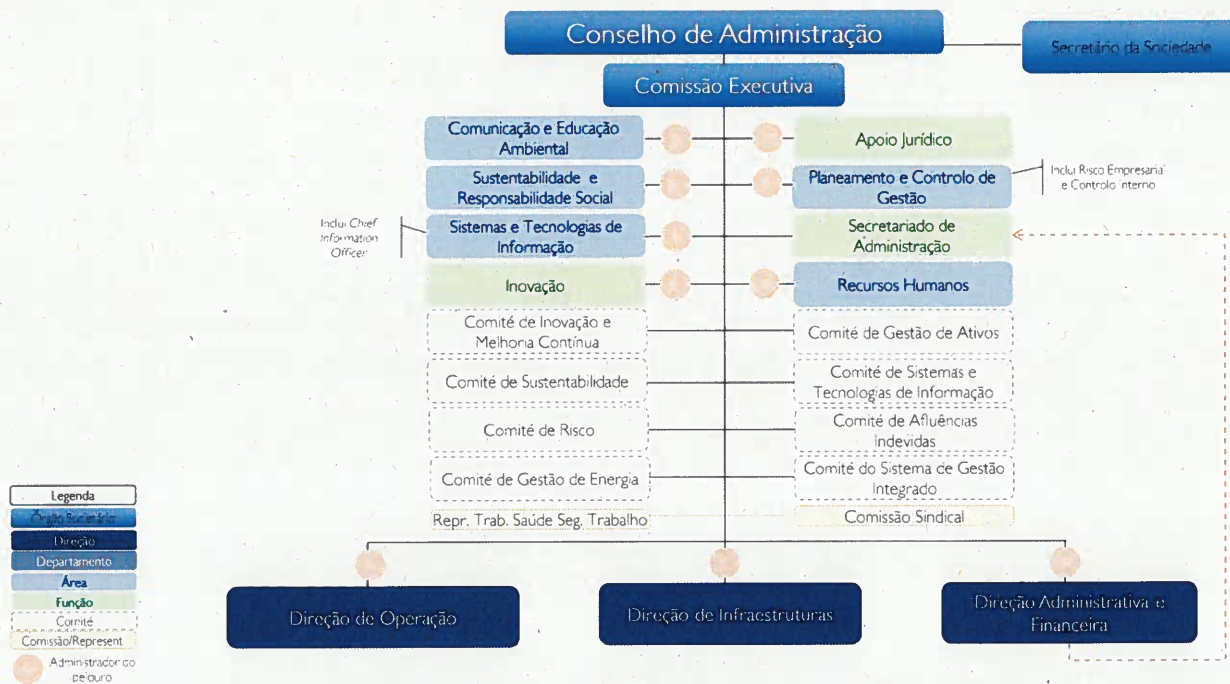 Conselho de Administração
Secretário da Sociedade
Comissão Executiva
Comunicação e Educação
Ambiental
Apoio Jurídico
Sustentabilidade e
Responsabilidade Social
Planeamento e Controlo de
Gestão
Inclui Risco Empresarial
e Controlo interno
Inclui Chief
Information
Officer
Sistemas e Tecnologias de
Informação
Secretariado de
Administração
Inovação
Recursos Humanos
Comité de Inovação e
Melhoria Contínua
Comité de Gestão de Ativos
Comité de Sustentabilidade
Comité de Sistemas e
Tecnologias de Informação
Comité de Risco
Comité de Afluências
Indevidas
Comité de Gestão de Energia
Comité do Sistema de Gestão
Integrado
Repr. Trab. Saúde Seg. Trabalho
Comissão Sindical
Direção de Operação
Direção de Infraestruturas
Direção Administrativa e
Financeira
Legenda
Órgão Societário
Direção
Departamento
Área
Função
Comité
Comissão/Represent
Administrador do
pelouro